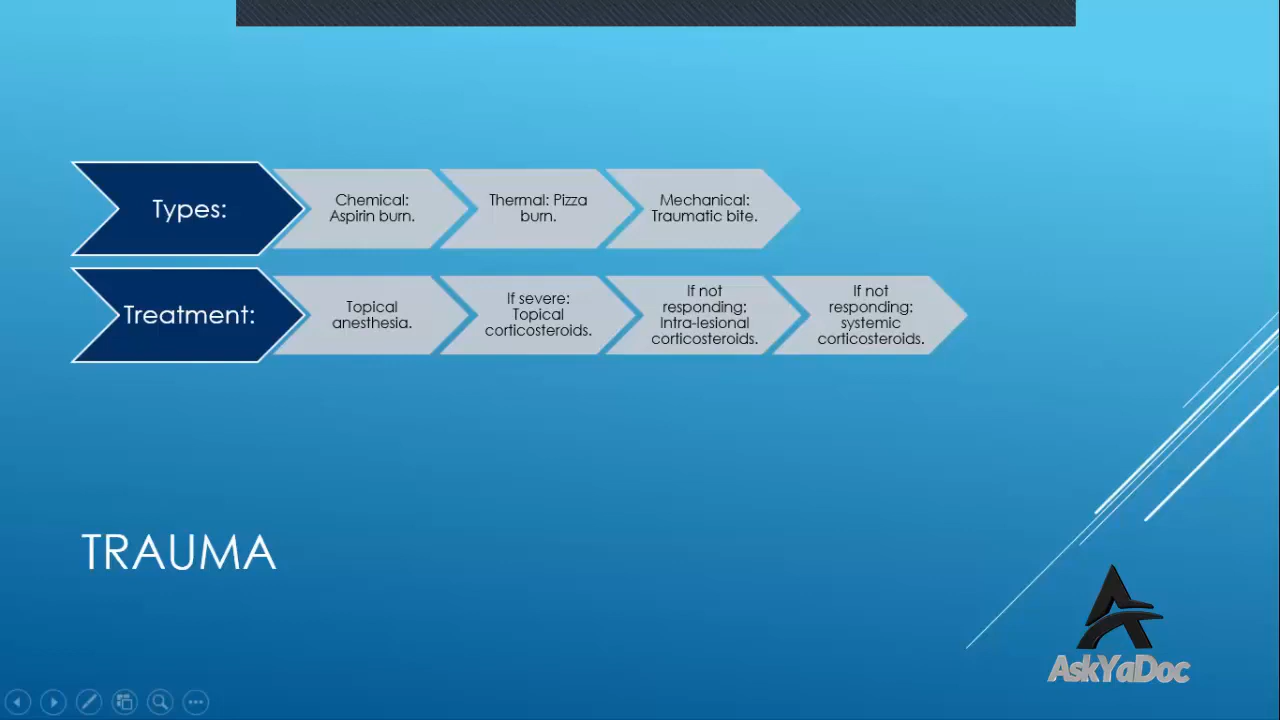 Types:
Chemical:
Aspirin burn.
Thermal: Pizza
burn.
Mechanical:
Traumatic bite.
Treatment:
Topical
anesthesia.
If severe:
Topical
corticosteroids.
If not
responding:
Intra-lesional
corticosteroids.
If not
responding:
systemic
corticosteroids.
TRAUMA
AskYaDoc